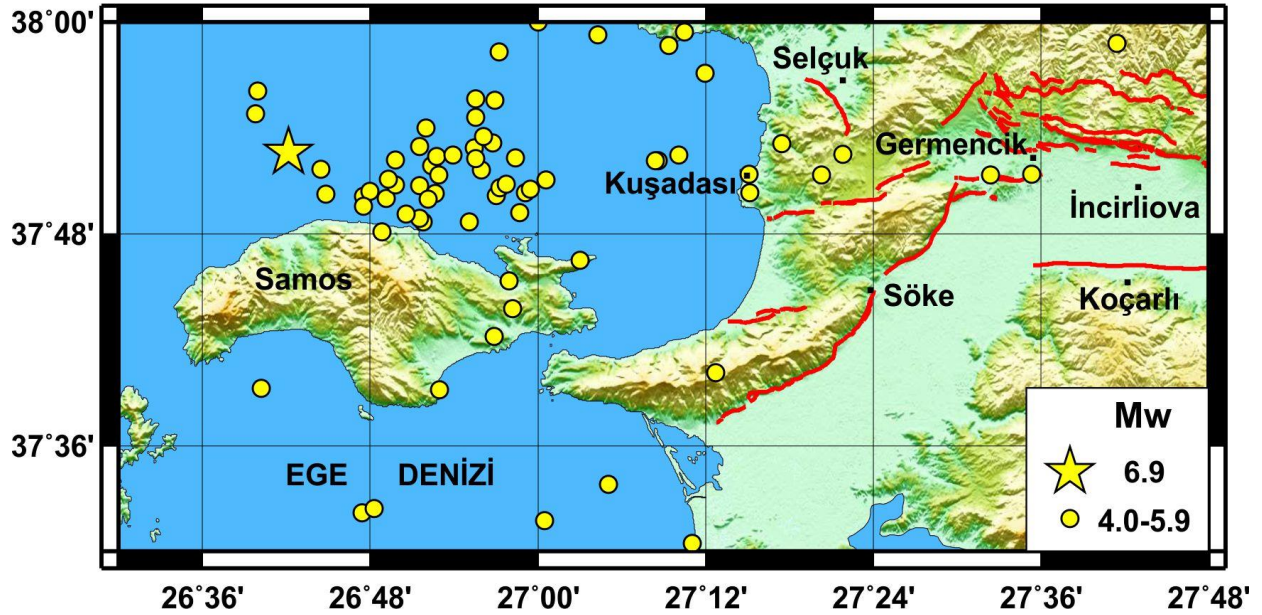 38°00'
Selçuk
Germencik
Kuşadası
İncirliova
37°48'
Samos
Söke
Koçarlı
Mw
37°36'
EGE DENİZİ
6.9
4.0-5.9
26°36' 26°48' 27°00' 27°12' 27°24' 27°36' 27°48'